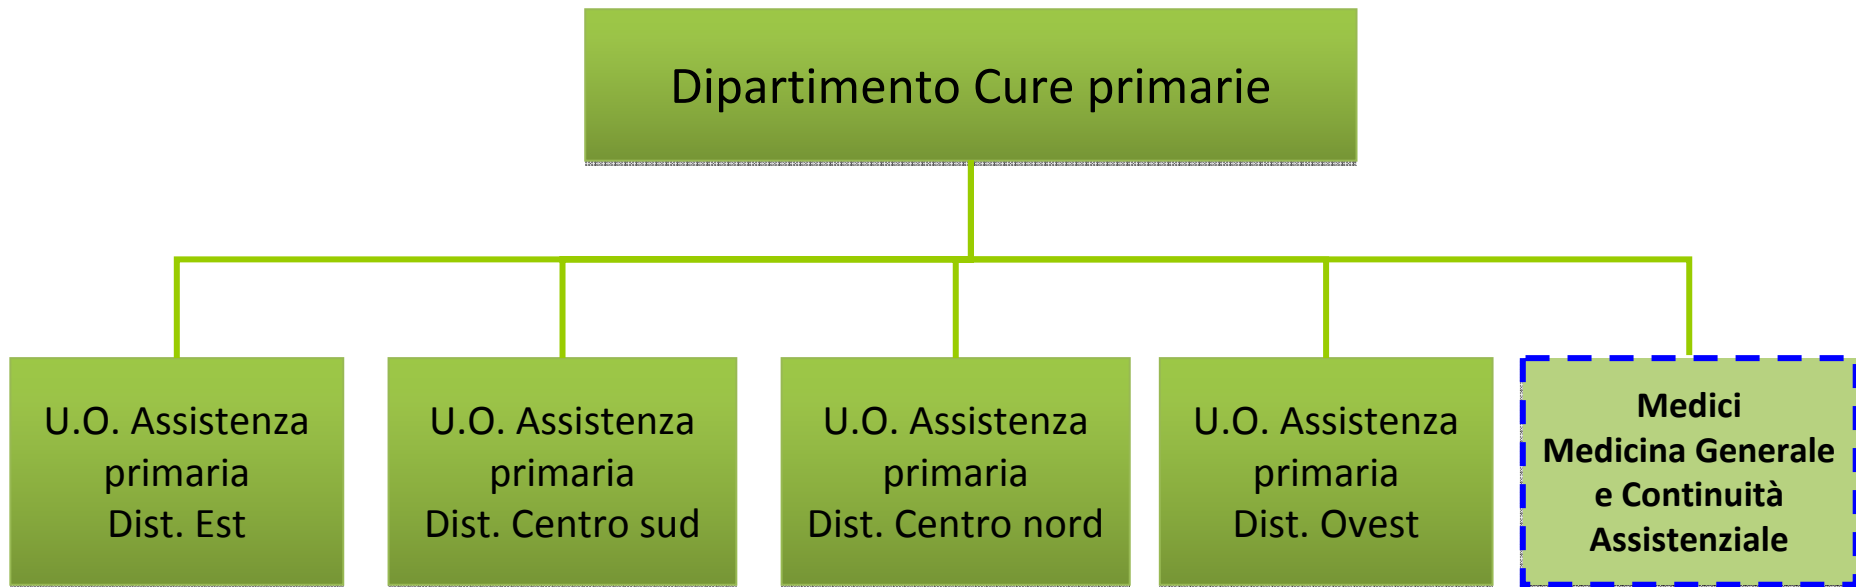 Dipartimento Cure primarie
U.O. Assistenza
primaria
Dist. Est
U.O. Assistenza
primaria
Dist. Centro sud
U.O. Assistenza
primaria
Dist. Centro nord
U.O. Assistenza
primaria
Dist. Ovest
Medici
Medicina Generale
e Continuità
Assistenziale